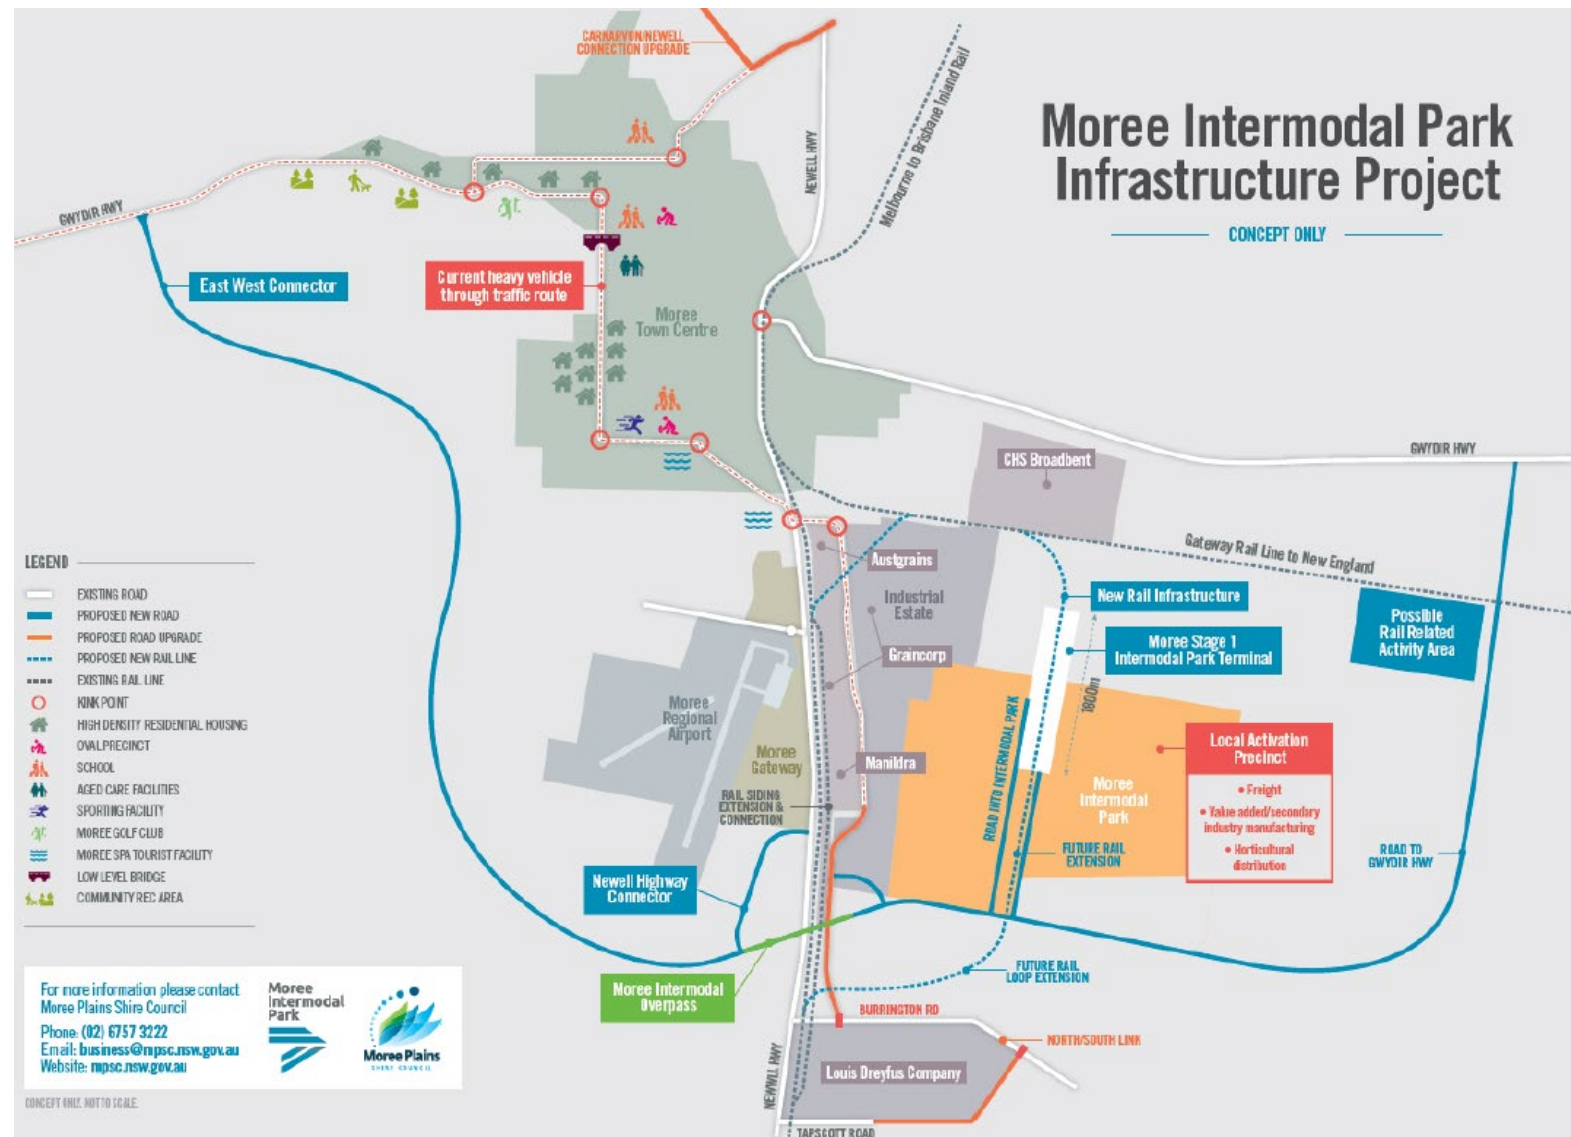 CARNARVON/NEWELL
CONNECTION UPGRADE
Moree Intermodal Park
Infrastructure Project
CONCEPT ONLY
NEWELL HWY
Melbourne to Brisbane Inland Rail
GWYDIR HWY
East West Connector
Current heavy vehicle
through traffic route
Moree
Town Centre
GWYDIR HWY
CHS Broadbent
Gateway Rail Line to New England
Austgrains
Industrial
Estate
Graincorp
New Rail Infrastructure
Moree Stage 1
Intermodal Park Terminal
1800m
Possible
Rail Related
Activity Area
Moree
Regional
Airport
Moree
Gateway
Manildra
RAIL SIDING
EXTENSION &
CONNECTION
ROAD INTO INTERMODAL PARK
Moree
Intermodal
Park
FUTURE RAIL
EXTENSION
Local Activation
Precinct
• Freight
• Value added/secondary
industry manufacturing
• Horticultural
distribution
ROAD TO
GWYDIR HWY
Newell Highway
Connector
Moree Intermodal
Overpass
FUTURE RAIL
LOOP EXTENSION
BURRINGTON RD
NORTH/SOUTH LINK
Louis Dreyfus Company
NEWELL HWY
TAPSCOTT ROAD
LEGEND
EXISTING ROAD
PROPOSED NEW ROAD
PROPOSED ROAD UPGRADE
PROPOSED NEW RAIL LINE
EXISTING RAIL LINE
KINK POINT
HIGH DENSITY RESIDENTIAL HOUSING
OVAL PRECINCT
SCHOOL
AGED CARE FACILITIES
SPORTING FACILITY
MOREE GOLF CLUB
MOREE SPA TOURIST FACILITY
LOW LEVEL BRIDGE
COMMUNITY REC AREA
For more information please contact
Moree Plains Shire Council
Phone: (02) 6757 3222
Email: business@mpsc.nsw.gov.au
Website: mpsc.nsw.gov.au
Moree
Intermodal
Park
Moree Plains
SHIRE COUNCIL
CONCEPT ONLY. NOT TO SCALE.